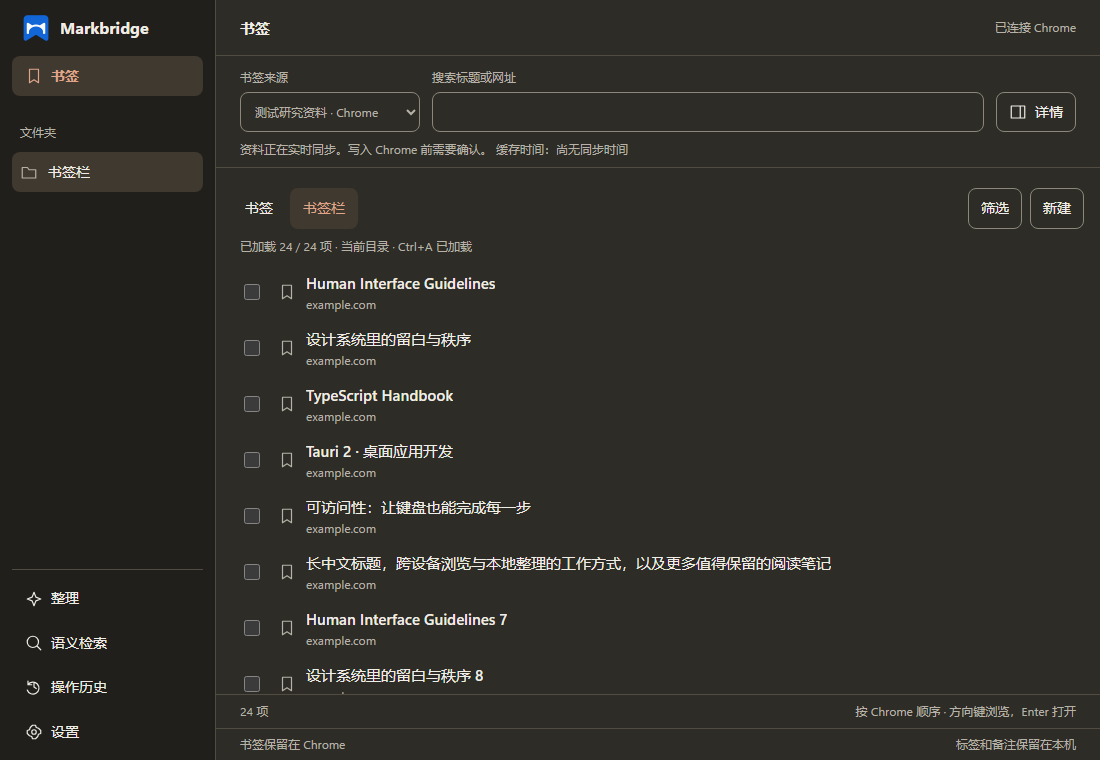 Markbridge
书签
文件夹
书签栏
整理
语义检索
操作历史
设置
书签
已连接 Chrome
书签来源
搜索标题或网址
测试研究资料 · Chrome
详情
资料正在实时同步。写入 Chrome 前需要确认。 缓存时间：尚无同步时间
书签
书签栏
筛选
新建
已加载 24 / 24 项 · 当前目录 · Ctrl+A 已加载
Human Interface Guidelines
example.com
设计系统里的留白与秩序
example.com
TypeScript Handbook
example.com
Tauri 2 · 桌面应用开发
example.com
可访问性：让键盘也能完成每一步
example.com
长中文标题，跨设备浏览与本地整理的工作方式，以及更多值得保留的阅读笔记
example.com
Human Interface Guidelines 7
example.com
设计系统里的留白与秩序 8
24 项
按 Chrome 顺序 · 方向键浏览，Enter 打开
书签保留在 Chrome
标签和备注保留在本机